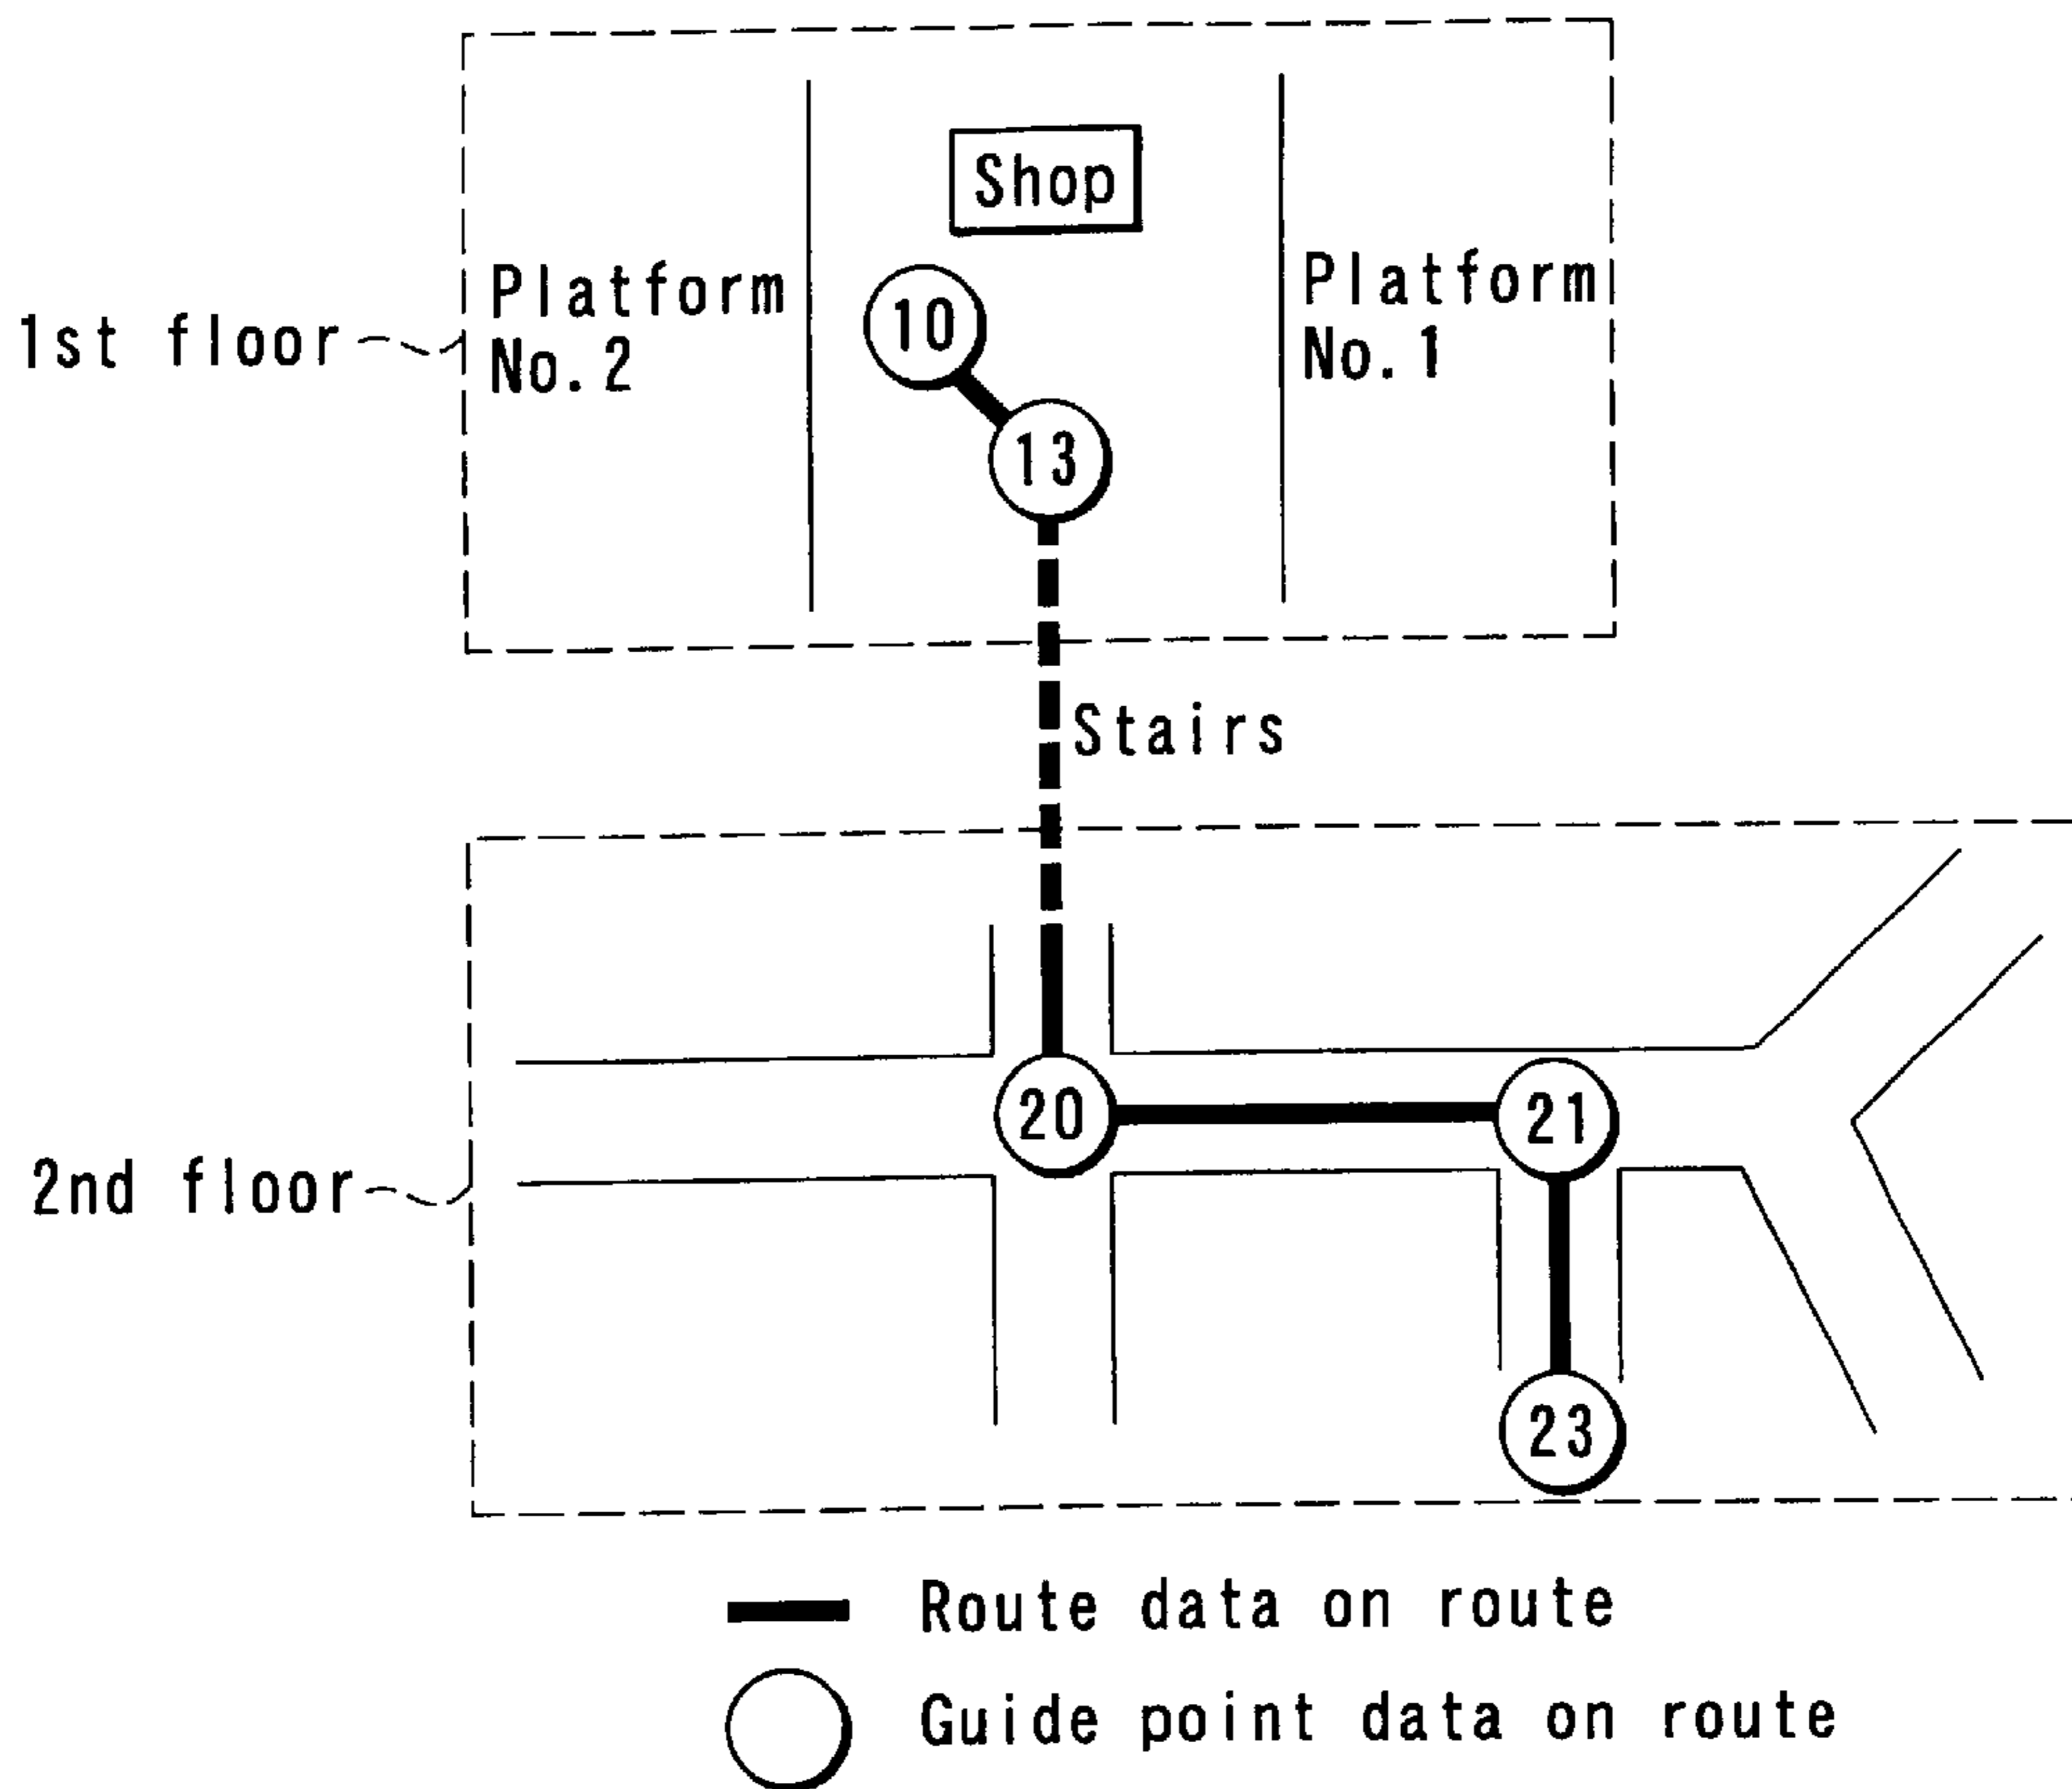 Shop
Platform
No.2
Platform
No.1
10
1st floor
13
Stairs
20
21
2nd floor
23
Route data on route
Guide point data on route